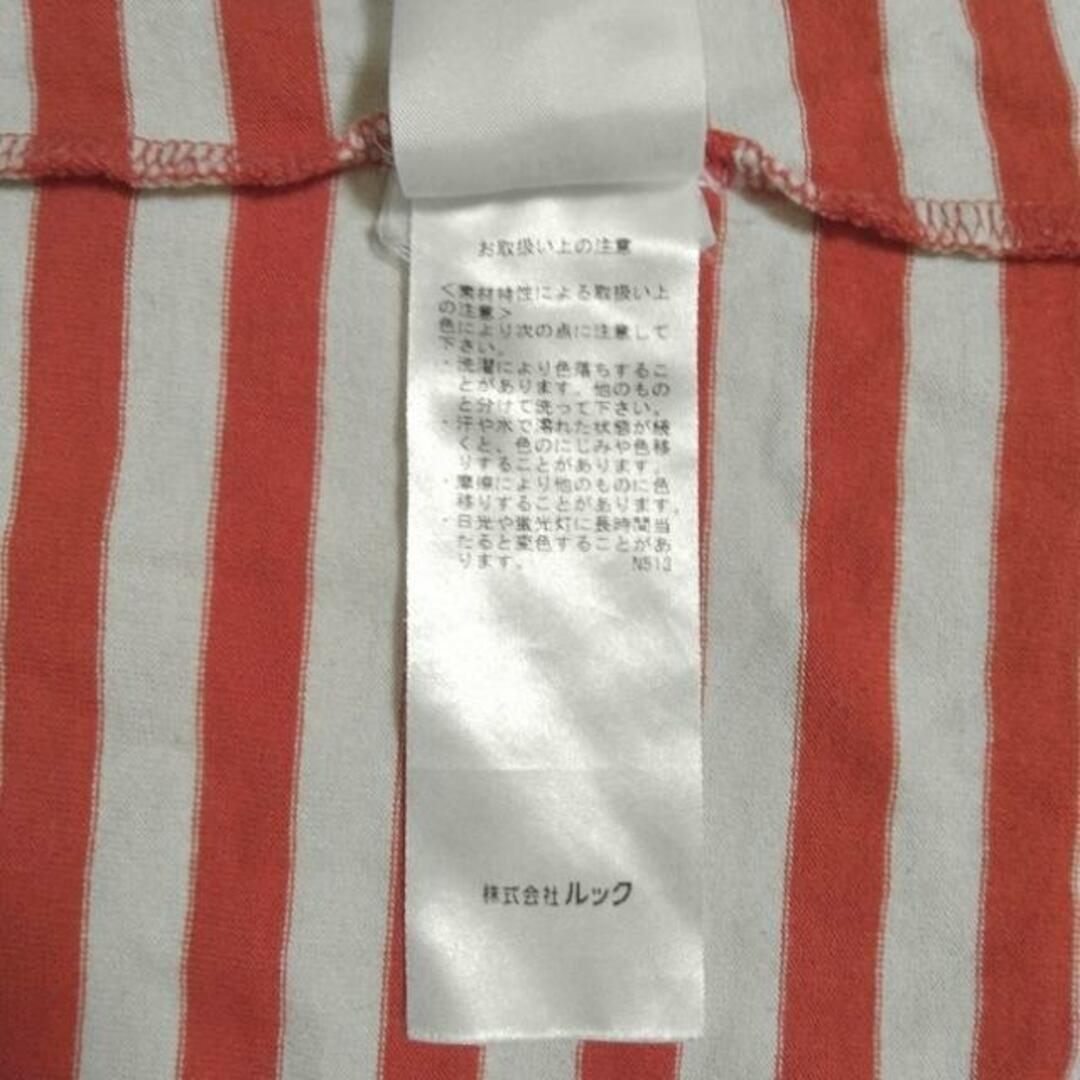 お取扱い上の注意
<素材特性による取扱い上
の注意>
色により次の点に注意して
下さい。
・洗濯により色落ちするこ
とがあります。他のもの
と分けて洗って下さい。
・汗や水で濡れた状態が続
くと、色のにじみや色移
りすることがあります。
・摩擦により他のものに色
移りすることがあります。
・日光や蛍光灯に長時間当
たると変色することがあ
ります。 N513
株式会社ルック